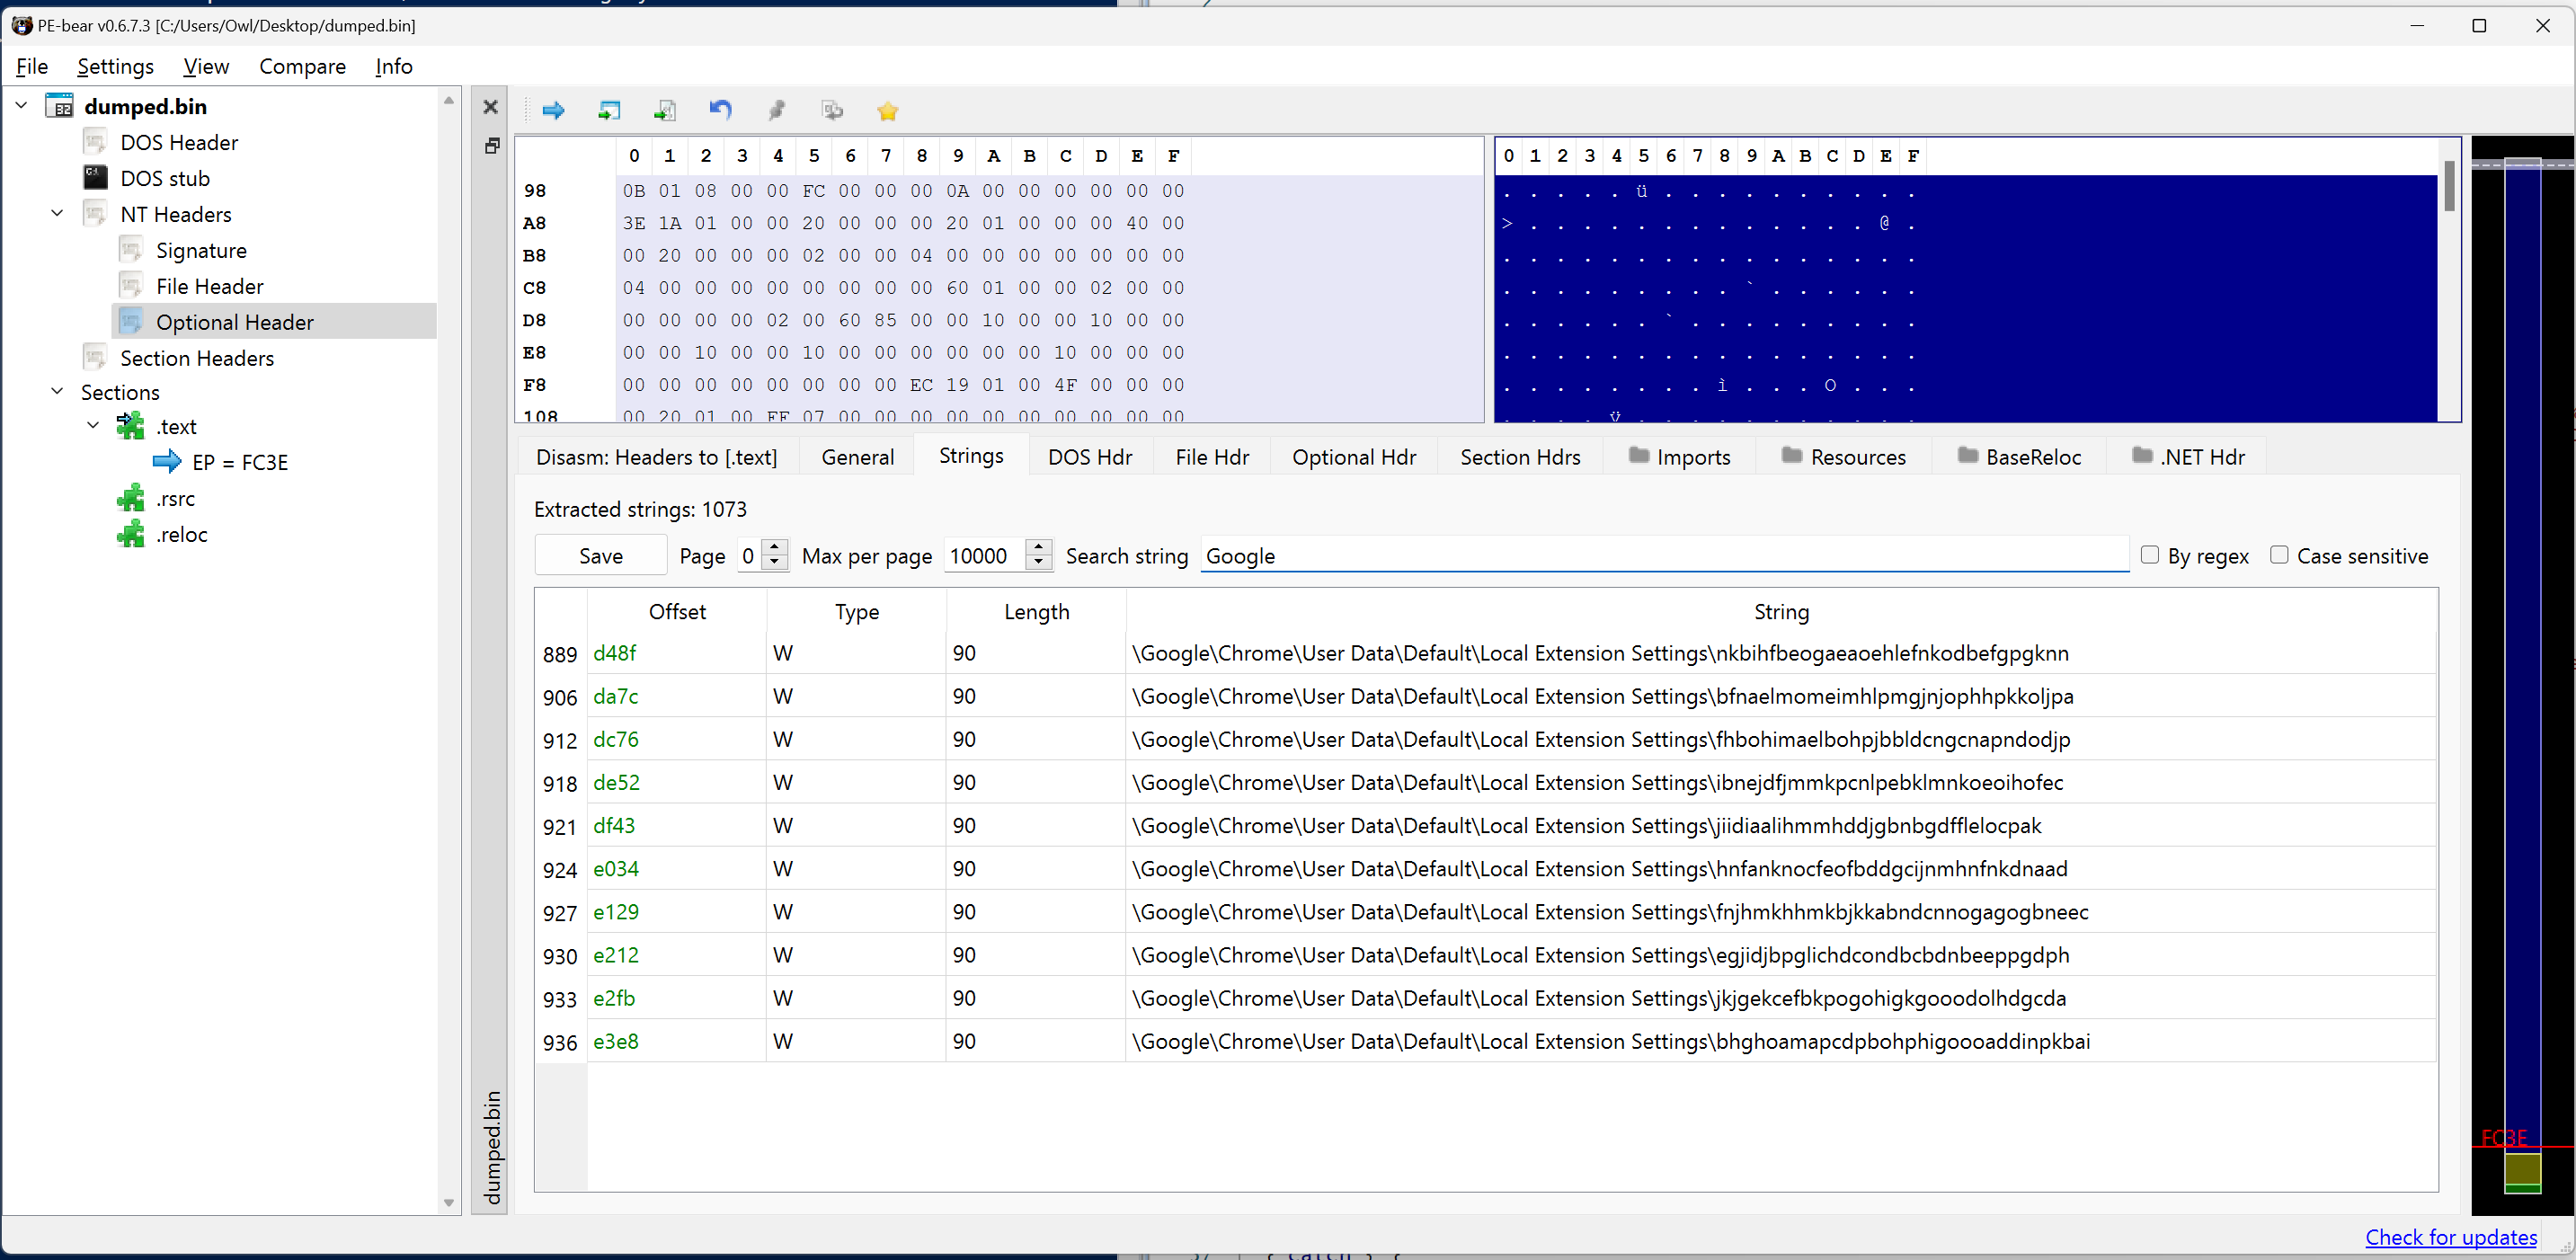 PE-bear v0.6.7.3 [C:/Users/Owl/Desktop/dumped.bin]
File Settings View Compare Info
dumped.bin
DOS Header
DOS stub
NT Headers
Signature
File Header
Optional Header
Section Headers
Sections
.text
EP = FC3E
.rsrc
.reloc
dumped.bin
0 1 2 3 4 5 6 7 8 9 A B C D E F
98 0B 01 08 00 00 FC 00 00 00 0A 00 00 00 00 00 00
A8 3E 1A 01 00 00 20 00 00 00 20 01 00 00 00 40 00
B8 00 20 00 00 00 02 00 00 04 00 00 00 00 00 00 00
C8 04 00 00 00 00 00 00 00 00 60 01 00 00 02 00 00
D8 00 00 00 00 02 00 60 85 00 00 10 00 00 10 00 00
E8 00 00 10 00 00 10 00 00 00 00 00 00 10 00 00 00
F8 00 00 00 00 00 00 00 00 EC 19 01 00 4F 00 00 00
108 00 20 01 00 FF 07 00 00 00 00 00 00 00 00 00 00
0 1 2 3 4 5 6 7 8 9 A B C D E F
. . . . . ü . . . . . . . . . .
> . . . . . . . . . . . . . @ .
. . . . . . . . . . . . . . . .
. . . . . . . . . ` . . . . . .
. . . . . . ` . . . . . . . . .
. . . . . . . . . . . . . . . .
. . . . . . . . ì . . . O . . .
. . . . ÿ . . . . . . . . . . .
Disasm: Headers to [.text] General Strings DOS Hdr File Hdr Optional Hdr Section Hdrs Imports Resources BaseReloc .NET Hdr
Extracted strings: 1073
Save Page 0 Max per page 10000 Search string Google By regex Case sensitive
Offset Type Length String
889 d48f W 90 \Google\Chrome\User Data\Default\Local Extension Settings\nkbihfbeogaeaoehlefnkodbefgpgknn
906 da7c W 90 \Google\Chrome\User Data\Default\Local Extension Settings\bfnaelmomeimhlpmgjnjophhpkkoljpa
912 dc76 W 90 \Google\Chrome\User Data\Default\Local Extension Settings\fhbohimaelbohpjbbldcngcnapndodjp
918 de52 W 90 \Google\Chrome\User Data\Default\Local Extension Settings\ibnejdfjmmkpcnlpebklmnkoeoihofec
921 df43 W 90 \Google\Chrome\User Data\Default\Local Extension Settings\jiidiaalihmmhddjgbnbgdfflelocpak
924 e034 W 90 \Google\Chrome\User Data\Default\Local Extension Settings\hnfanknocfeofbddgcijnmhnfnkdnaad
927 e129 W 90 \Google\Chrome\User Data\Default\Local Extension Settings\fnjhmkhhmkbjkkabndcnnogagogbneec
930 e212 W 90 \Google\Chrome\User Data\Default\Local Extension Settings\egjidjbpglichdcondbcbdnbeeppgdph
933 e2fb W 90 \Google\Chrome\User Data\Default\Local Extension Settings\jkjgekcefbkpogohigkgooodolhdgcda
936 e3e8 W 90 \Google\Chrome\User Data\Default\Local Extension Settings\bhghoamapcdpbohphigoooaddinpkbai
FC3E
Check for updates